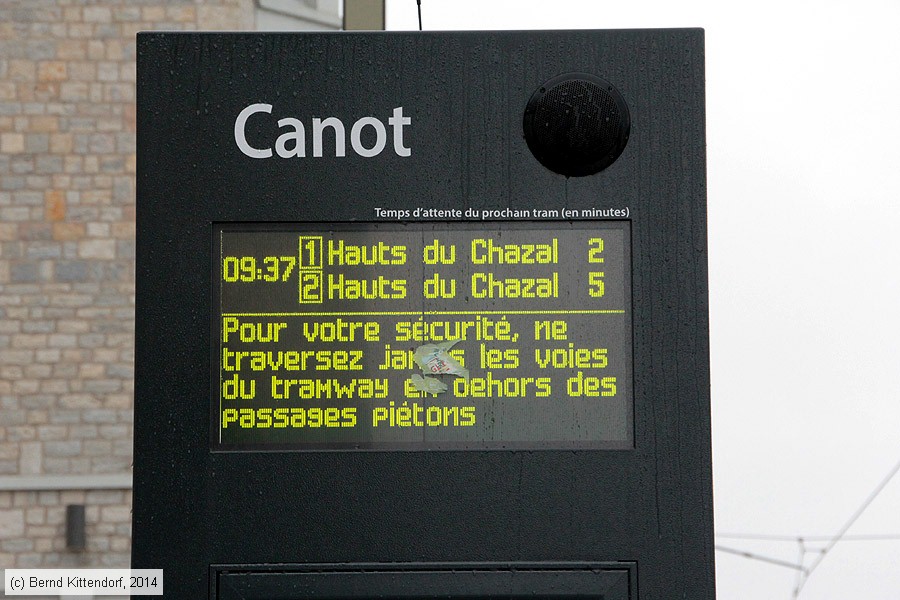 Canot
Temps d'attente du prochain tram (en minutes)
09:37
1 Hauts du Chazal 2
2 Hauts du Chazal 5
Pour votre sécurité, ne
traversez les voies
du tramway en dehors des
passages piétons
(c) Bernd Kittendorf, 2014